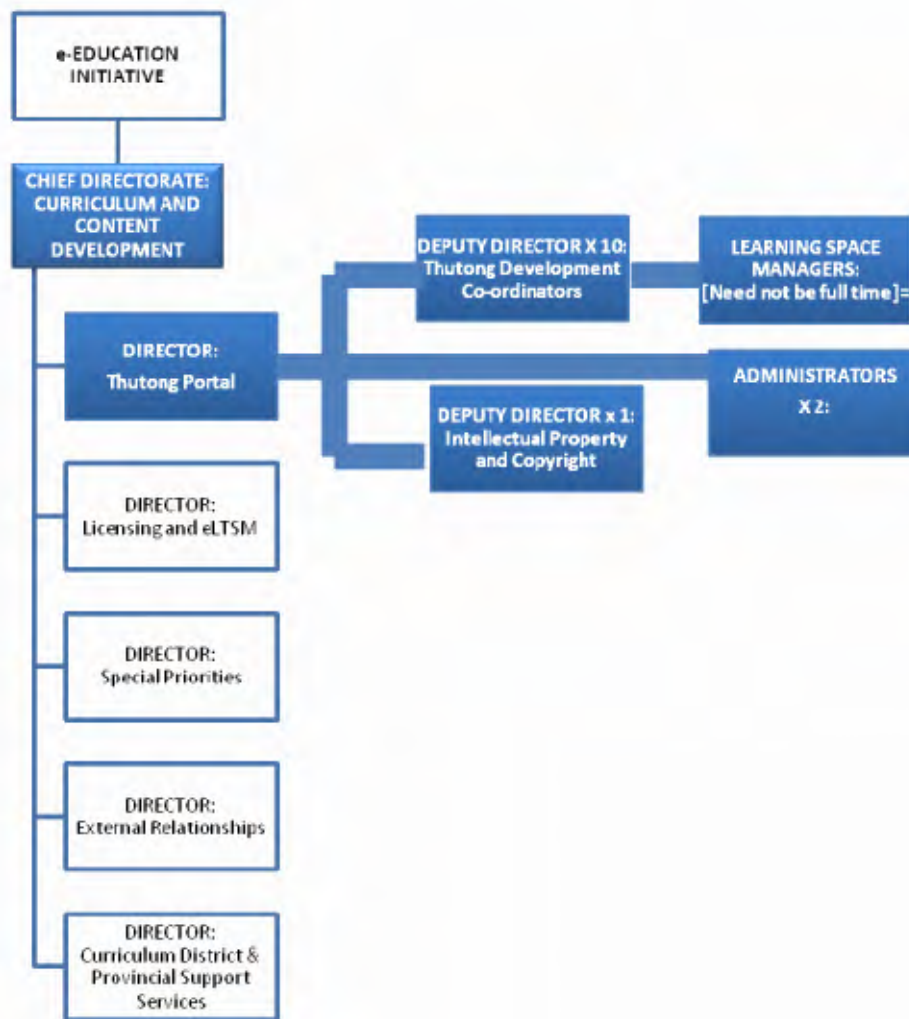 e-EDUCATION
INITIATIVE
CHIEF DIRECTORATE:
CURRICULUM AND
CONTENT
DEVELOPMENT
DIRECTOR:
Thutong Portal
DEPUTY DIRECTOR X 10:
Thutong Development
Co-ordinators
LEARNING SPACE
MANAGERS:
[Need not be full time]=
ADMINISTRATORS
X 2:
DEPUTY DIRECTOR x 1:
Intellectual Property
and Copyright
DIRECTOR:
Licensing and eLTSM
DIRECTOR:
Special Priorities
DIRECTOR:
External Relationships
DIRECTOR:
Curriculum District &
Provincial Support
Services